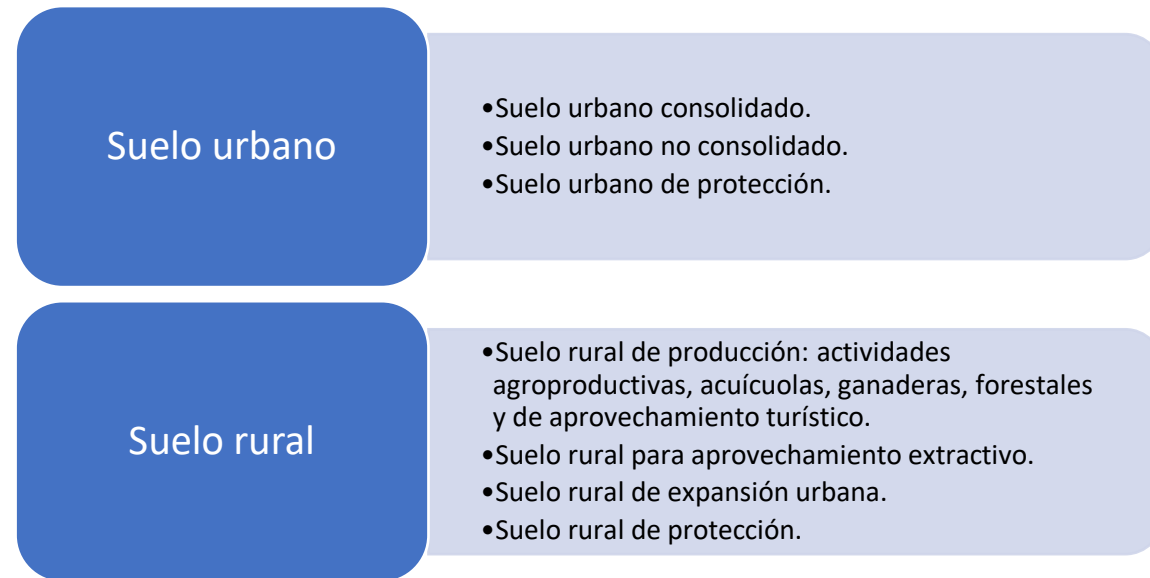 Suelo urbano
•Suelo urbano consolidado.
•Suelo urbano no consolidado.
•Suelo urbano de protección.
Suelo rural
•Suelo rural de producción: actividades
agroproductivas, acuícuolas, ganaderas, forestales
y de aprovechamiento turístico.
•Suelo rural para aprovechamiento extractivo.
•Suelo rural de expansión urbana.
•Suelo rural de protección.